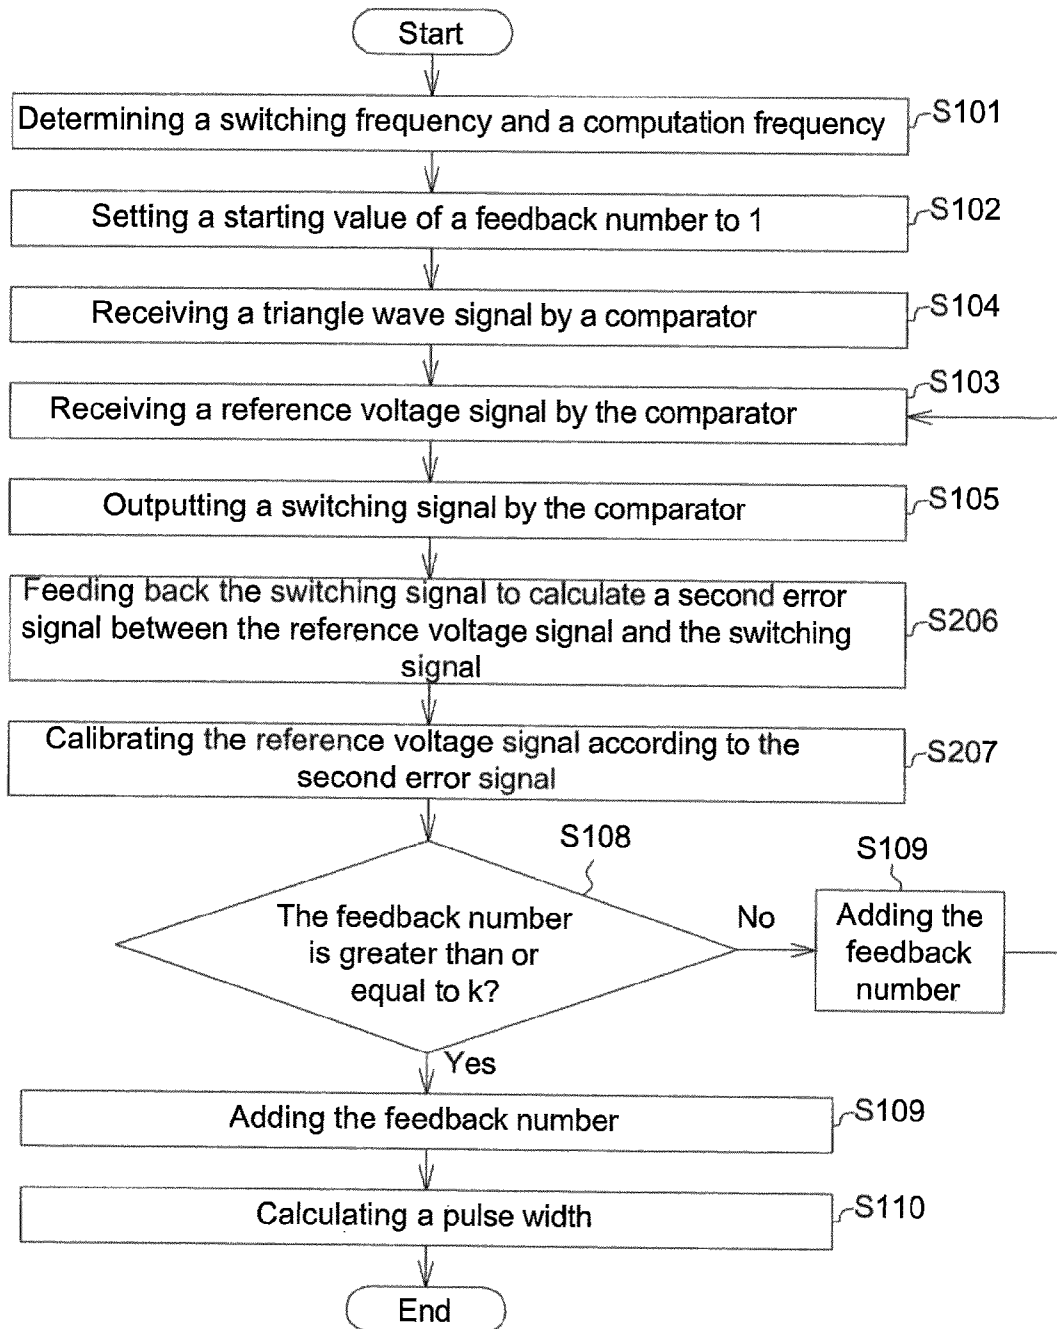 Start
Determining a switching frequency and a computation frequency
S101
Setting a starting value of a feedback number to 1
S102
Receiving a triangle wave signal by a comparator
S104
Receiving a reference voltage signal by the comparator
S103
Outputting a switching signal by the comparator
S105
Feeding back the switching signal to calculate a second error
signal between the reference voltage signal and the switching
signal
S206
Calibrating the reference voltage signal according to the
second error signal
S207
S108
The feedback number
is greater than or
equal to k?
No
S109
Adding the
feedback
number
Yes
Adding the feedback number
S109
Calculating a pulse width
S110
End